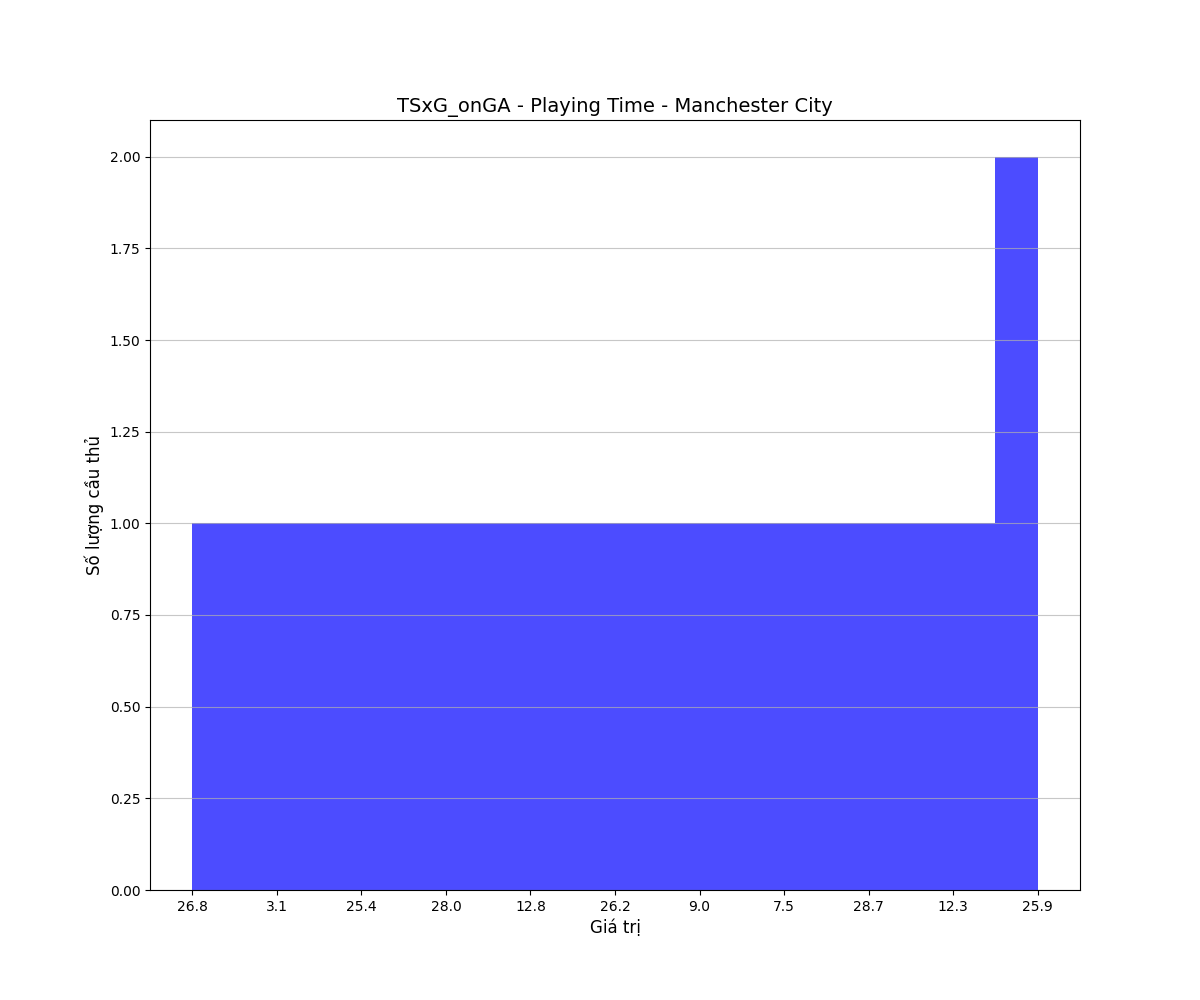 TSxG_onGA - Playing Time - Manchester City
Số lượng cầu thủ
2.00
1.75
1.50
1.25
1.00
0.75
0.50
0.25
0.00
26.8 3.1 25.4 28.0 12.8 26.2 9.0 7.5 28.7 12.3 25.9
Giá trị